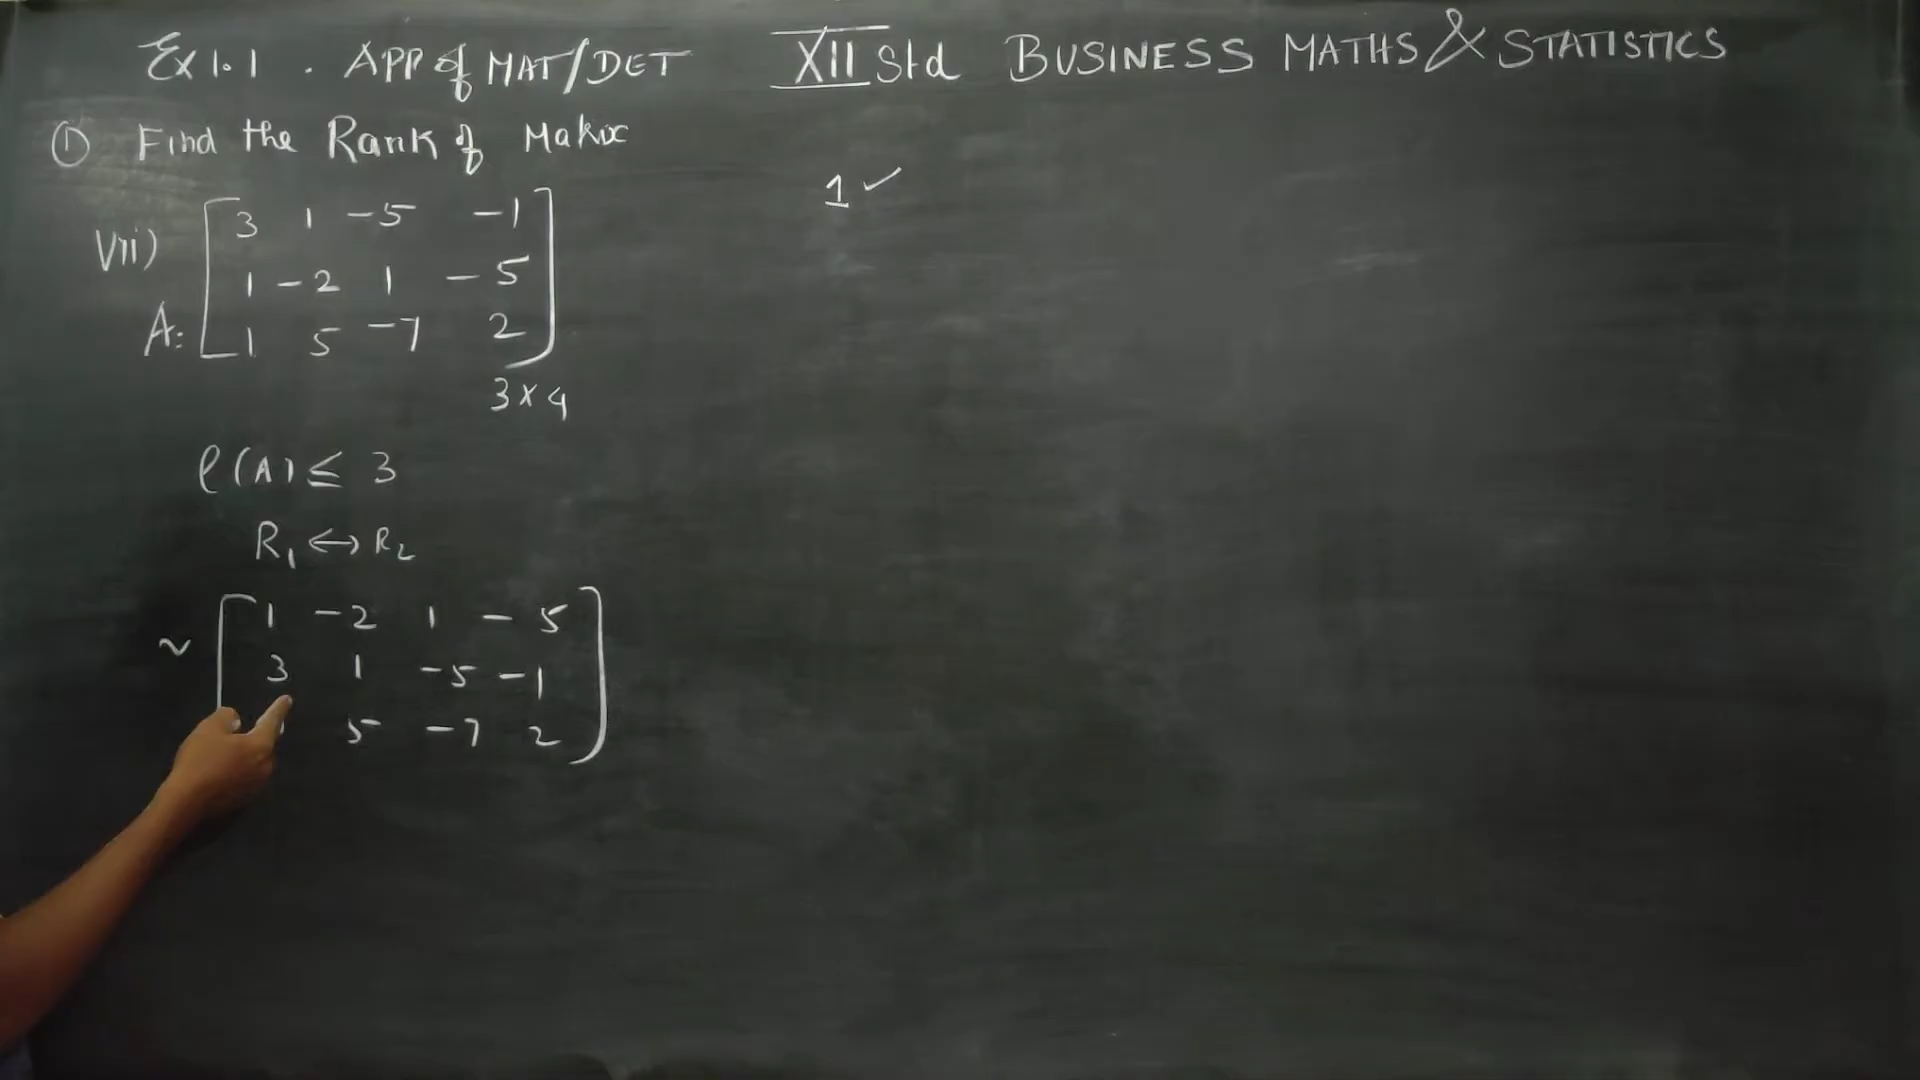 Ex 1.1 . APP of MAT/DET XII Std BUSINESS MATHS & STATISTICS
① Find the Rank of Matrix
1 ✓
vii)
A:
3 1 -5 -1
1 -2 1 -5
1 5 -7 2
3×4
ρ(A) ≤ 3
R₁ ↔ R₂
~
1 -2 1 -5
3 1 -5 -1
5 -7 2